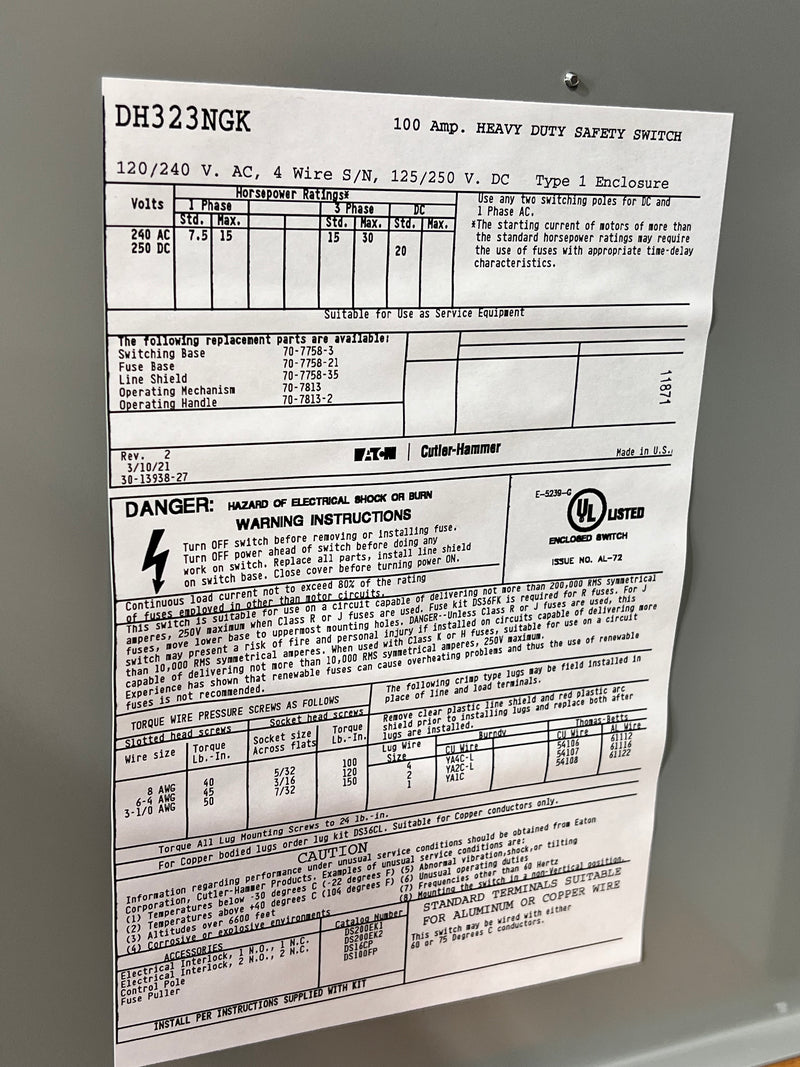 DH323NGK
100 Amp. HEAVY DUTY SAFETY SWITCH
120/240 V. AC, 4 Wire S/N, 125/250 V. DC Type 1 Enclosure
Volts
Horsepower Ratings*
1 Phase 3 Phase DC
Std. Max. Std. Max. Std. Max.
240 AC 7.5 15 15 30
250 DC 20
Use any two switching poles for DC and
1 Phase AC.
*The starting current of motors of more than
the standard horsepower ratings may require
the use of fuses with appropriate time-delay
characteristics.
Suitable for Use as Service Equipment
The following replacement parts are available:
Switching Base 70-7758-3
Fuse Base 70-7758-21
Line Shield 70-7758-35
Operating Mechanism 70-7813
Operating Handle 70-7813-2
11871
Rev. 2
3/10/21
30-13938-27
EATON | Cutler-Hammer
Made in U.S.
DANGER: HAZARD OF ELECTRICAL SHOCK OR BURN
WARNING INSTRUCTIONS
Turn OFF switch before removing or installing fuse.
Turn OFF power ahead of switch before doing any
work on switch. Replace all parts, install line shield
on switch base. Close cover before turning power ON.
E-5239-G
UL LISTED
ENCLOSED SWITCH
ISSUE NO. AL-72
Continuous load current not to exceed 80% of the rating
of fuses employed in other than motor circuits.
This switch is suitable for use on a circuit capable of delivering not more than 200,000 RMS symmetrical
amperes, 250V maximum when Class R or J fuses are used. Fuse kit DS36FK is required for R fuses. For J
fuses, move lower base to uppermost mounting holes. DANGER--Unless Class R or J fuses are used, this
switch may present a risk of fire and personal injury if installed on circuits capable of delivering more
than 10,000 RMS symmetrical amperes. When used with Class K or H fuses, suitable for use on a circuit
capable of delivering not more than 10,000 RMS symmetrical amperes, 250V maximum.
Experience has shown that renewable fuses can cause overheating problems and thus the use of renewable
fuses is not recommended.
TORQUE WIRE PRESSURE SCREWS AS FOLLOWS
Slotted head screws Socket head screws
Wire size Torque Lb.-In. Socket size Across flats Torque Lb.-In.
8 AWG 40 5/32 100
6-4 AWG 45 3/16 120
3-1/0 AWG 50 7/32 150
The following crimp type lugs may be field installed in
place of line and load terminals.
Remove clear plastic line shield and red plastic arc
shield prior to installing lugs and replace both after
lugs are installed.
Lug Wire Size Burndy Thomas-Betts
CU Wire CU Wire AL Wire
4 YA4C-L 54106 61112
2 YA2C-L 54107 61116
1 YA1C 54108 61122
Torque All Lug Mounting Screws to 24 lb.-in.
For Copper bodied lugs order lug kit DS36CL. Suitable for Copper conductors only.
CAUTION
Information regarding performance under unusual service conditions should be obtained from Eaton
Corporation, Cutler-Hammer Products. Examples of unusual service conditions are:
(1) Temperatures below -30 degrees C (-22 degrees F) (5) Abnormal vibration,shock,or tilting
(2) Temperatures above +40 degrees C (104 degrees F) (6) Unusual operating duties
(3) Altitudes over 6600 feet (7) Frequencies other than 60 Hertz
(4) Corrosive or explosive environments (8) Mounting the switch in a non-Vertical position.
ACCESSORIES Catalog Number
Electrical Interlock, 1 N.O., 1 N.C. DS200EK1
Electrical Interlock, 2 N.O., 2 N.C. DS200EK2
Control Pole DS16CP
Fuse Puller DS100FP
STANDARD TERMINALS SUITABLE
FOR ALUMINUM OR COPPER WIRE
This switch may be wired with either
60 or 75 Degrees C conductors.
INSTALL PER INSTRUCTIONS SUPPLIED WITH KIT